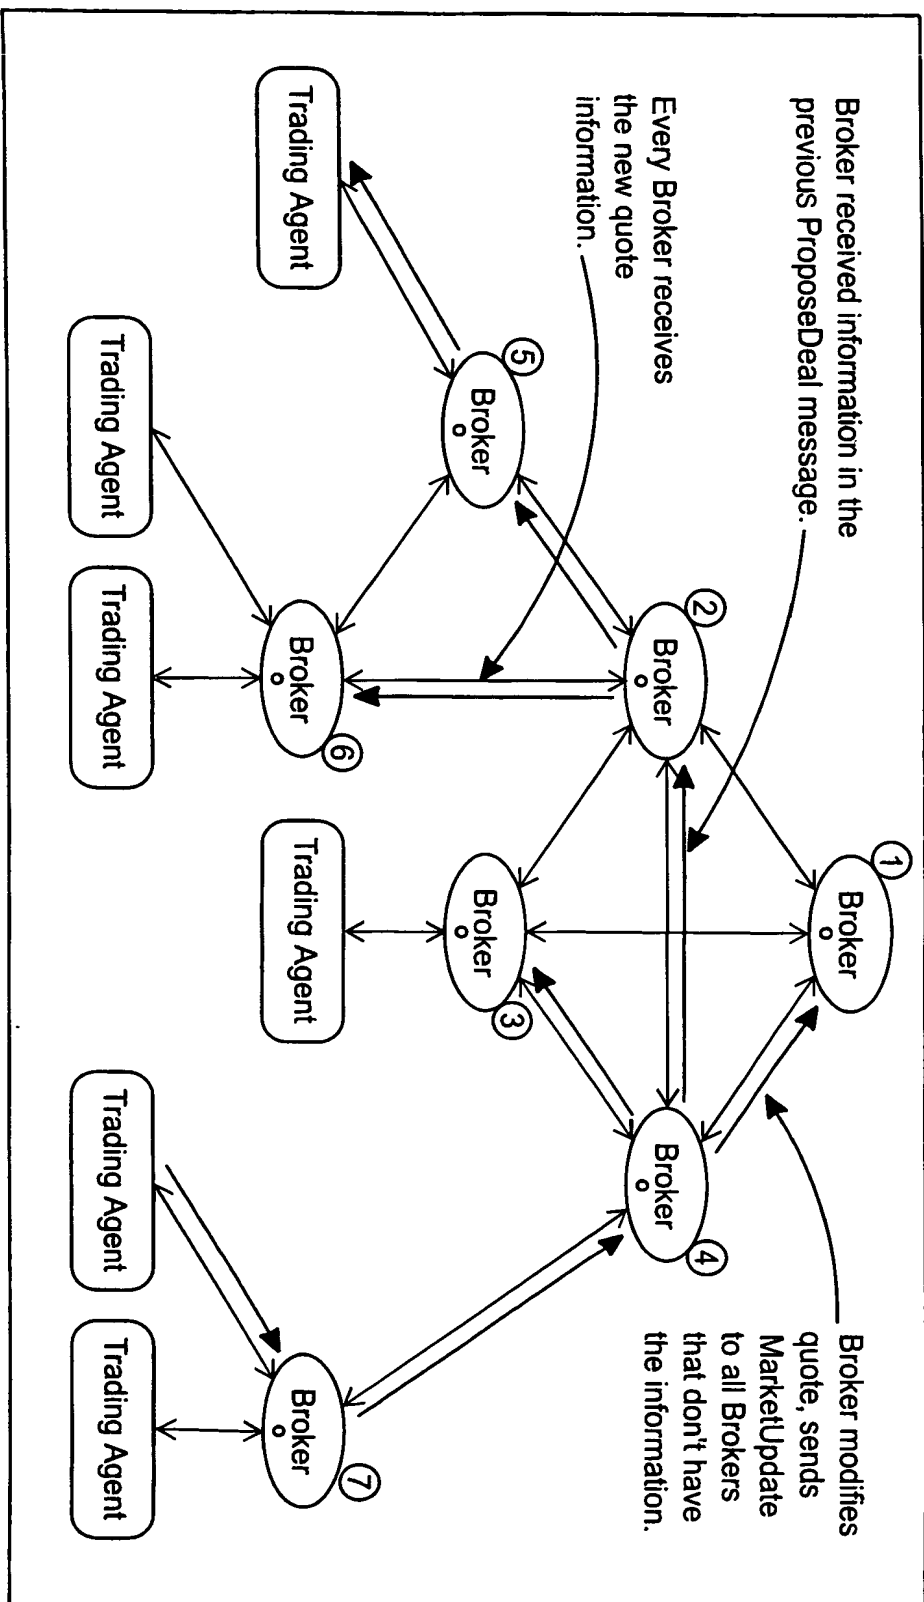 Broker received information in the
previous ProposeDeal message.
Every Broker receives
the new quote
information.
Broker modifies
quote, sends
MarketUpdate
to all Brokers
that don't have
the information.
1
Broker
2
Broker
4
Broker
5
Broker
3
Broker
6
Broker
7
Broker
Trading Agent
Trading Agent
Trading Agent
Trading Agent
Trading Agent
Trading Agent